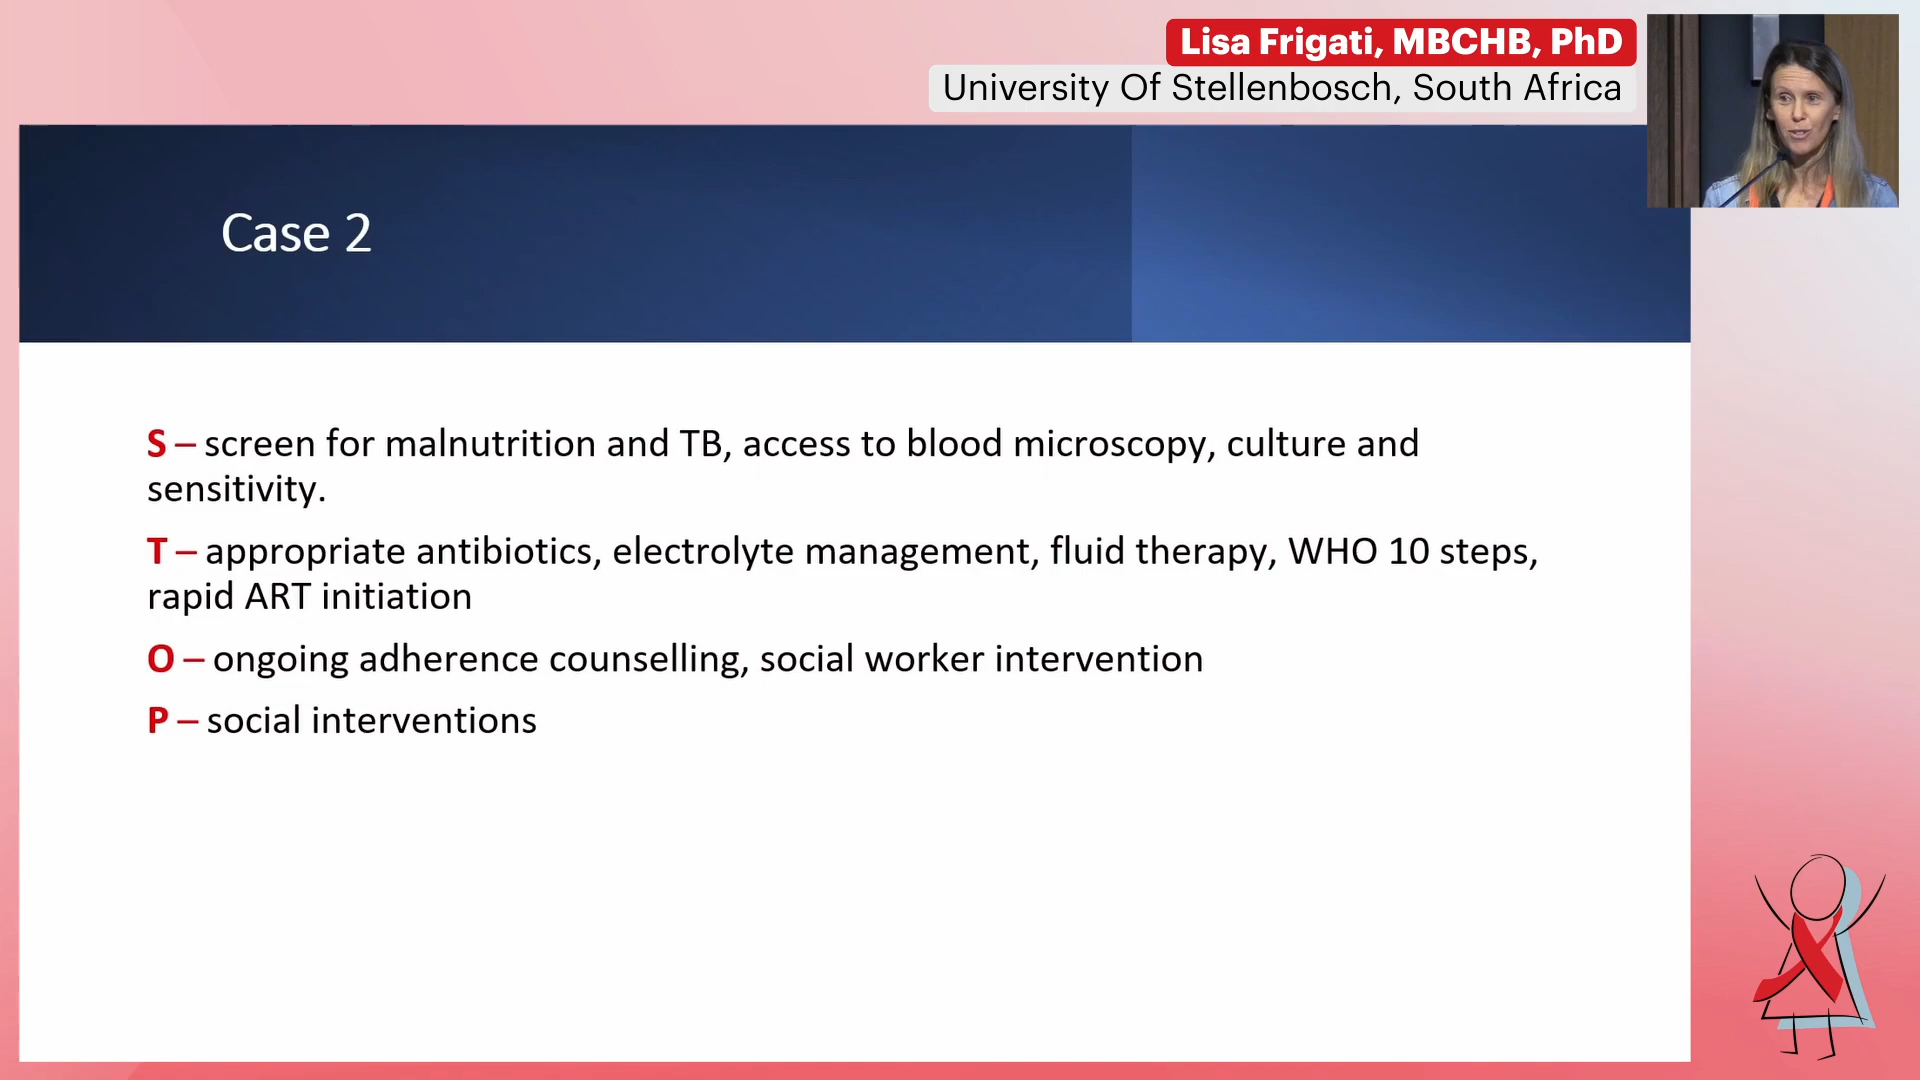 Lisa Frigati, MBCHB, PhD
University Of Stellenbosch, South Africa
Case 2
S – screen for malnutrition and TB, access to blood microscopy, culture and
sensitivity.
T – appropriate antibiotics, electrolyte management, fluid therapy, WHO 10 steps,
rapid ART initiation
O – ongoing adherence counselling, social worker intervention
P – social interventions